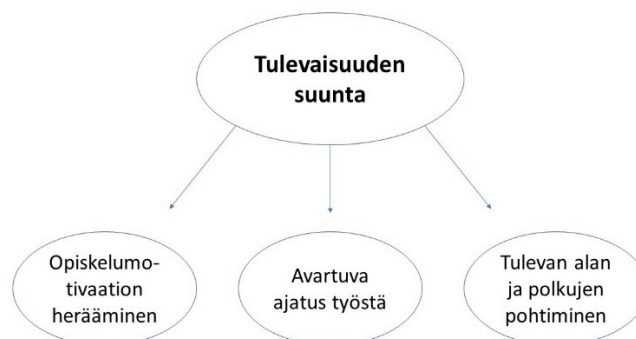 Tulevaisuuden
suunta
Opiskelumo-
tivaation
herääminen
Avartuva
ajatus työstä
Tulevan alan
ja polkujen
pohtiminen